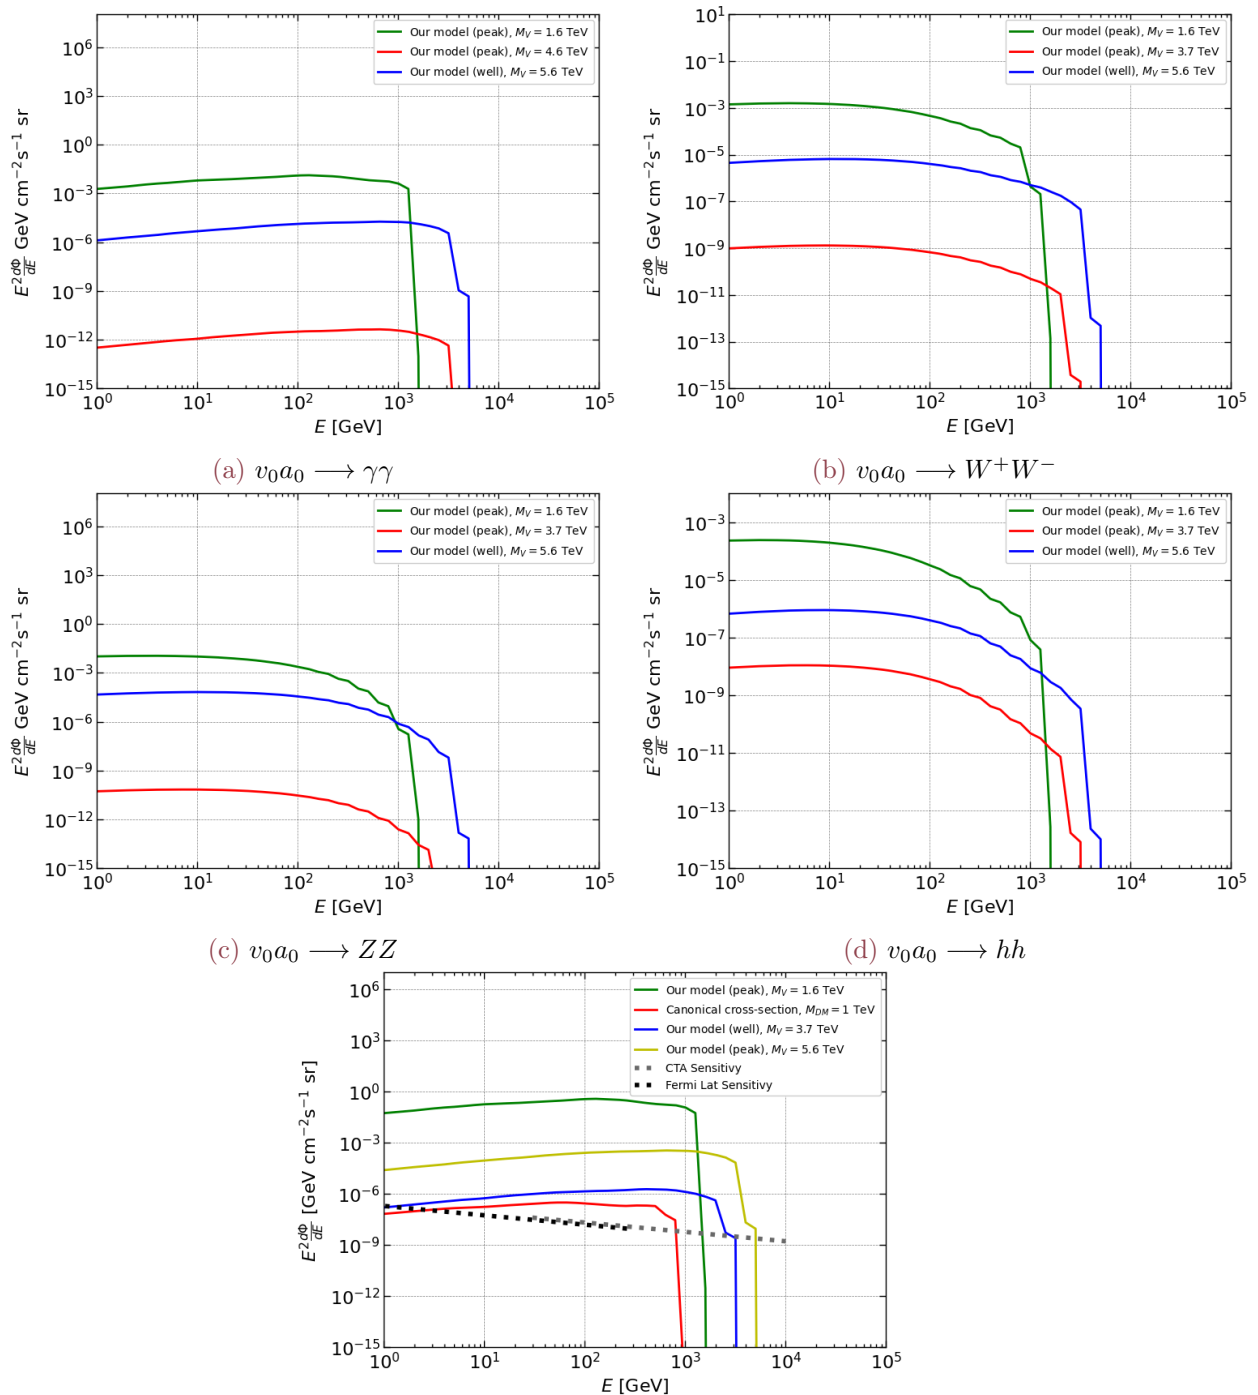 Our model (peak), M_V = 1.6 TeV
Our model (peak), M_V = 4.6 TeV
Our model (well), M_V = 5.6 TeV
10^6
10^3
10^0
10^−3
10^−6
10^−9
10^−12
10^−15
E^2 dΦ/dE GeV cm^−2 s^−1 sr
10^0 10^1 10^2 10^3 10^4 10^5
E [GeV]
(a) v_0 a_0 ⟶ γγ
Our model (peak), M_V = 1.6 TeV
Our model (peak), M_V = 3.7 TeV
Our model (well), M_V = 5.6 TeV
10^1
10^−1
10^−3
10^−5
10^−7
10^−9
10^−11
10^−13
10^−15
E^2 dΦ/dE GeV cm^−2 s^−1 sr
10^0 10^1 10^2 10^3 10^4 10^5
E [GeV]
(b) v_0 a_0 ⟶ W^+ W^−
Our model (peak), M_V = 1.6 TeV
Our model (peak), M_V = 3.7 TeV
Our model (well), M_V = 5.6 TeV
10^6
10^3
10^0
10^−3
10^−6
10^−9
10^−12
10^−15
E^2 dΦ/dE GeV cm^−2 s^−1 sr
10^0 10^1 10^2 10^3 10^4 10^5
E [GeV]
(c) v_0 a_0 ⟶ ZZ
Our model (peak), M_V = 1.6 TeV
Our model (peak), M_V = 3.7 TeV
Our model (well), M_V = 5.6 TeV
10^−3
10^−5
10^−7
10^−9
10^−11
10^−13
10^−15
E^2 dΦ/dE GeV cm^−2 s^−1 sr
10^0 10^1 10^2 10^3 10^4 10^5
E [GeV]
(d) v_0 a_0 ⟶ hh
Our model (peak), M_V = 1.6 TeV
Canonical cross-section, M_DM = 1 TeV
Our model (well), M_V = 3.7 TeV
Our model (peak), M_V = 5.6 TeV
CTA Sensitivy
Fermi Lat Sensitivy
10^6
10^3
10^0
10^−3
10^−6
10^−9
10^−12
10^−15
E^2 dΦ/dE [GeV cm^−2 s^−1 sr]
10^0 10^1 10^2 10^3 10^4 10^5
E [GeV]